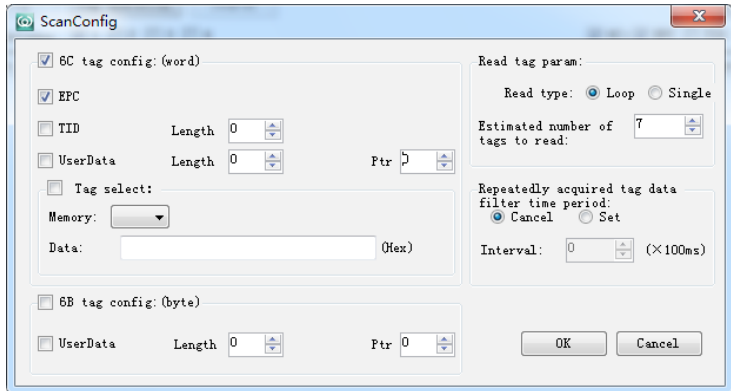 ScanConfig
6C tag config:(word)
EPC
TID Length 0
UserData Length 0 Ptr
Tag select:
Memory:
Data: (Hex)
6B tag config:(byte)
UserData Length 0 Ptr 0
Read tag param:
Read type: Loop Single
Estimated number of 7
tags to read:
Repeatedly acquired tag data
filter time period:
Cancel Set
Interval: 0 (×100ms)
OK Cancel